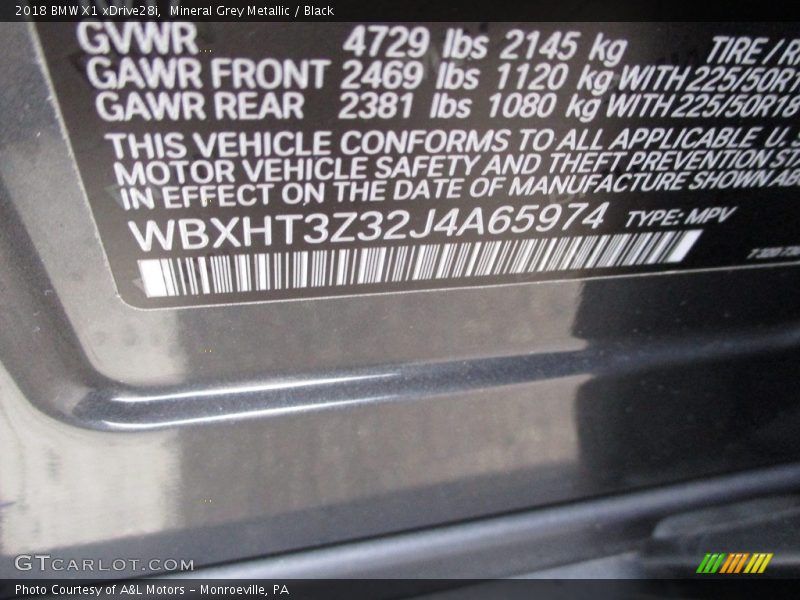 2018 BMW X1 xDrive28i, Mineral Grey Metallic / Black
GVWR 4729 lbs 2145 kg TIRE/R
GAWR FRONT 2469 lbs 1120 kg WITH 225/50R1
GAWR REAR 2381 lbs 1080 kg WITH 225/50R18
THIS VEHICLE CONFORMS TO ALL APPLICABLE U.S
MOTOR VEHICLE SAFETY AND THEFT PREVENTION STA
IN EFFECT ON THE DATE OF MANUFACTURE SHOWN AB
WBXHT3Z32J4A65974 TYPE: MPV
GTCARLOT.COM
Photo Courtesy of A&L Motors - Monroeville, PA